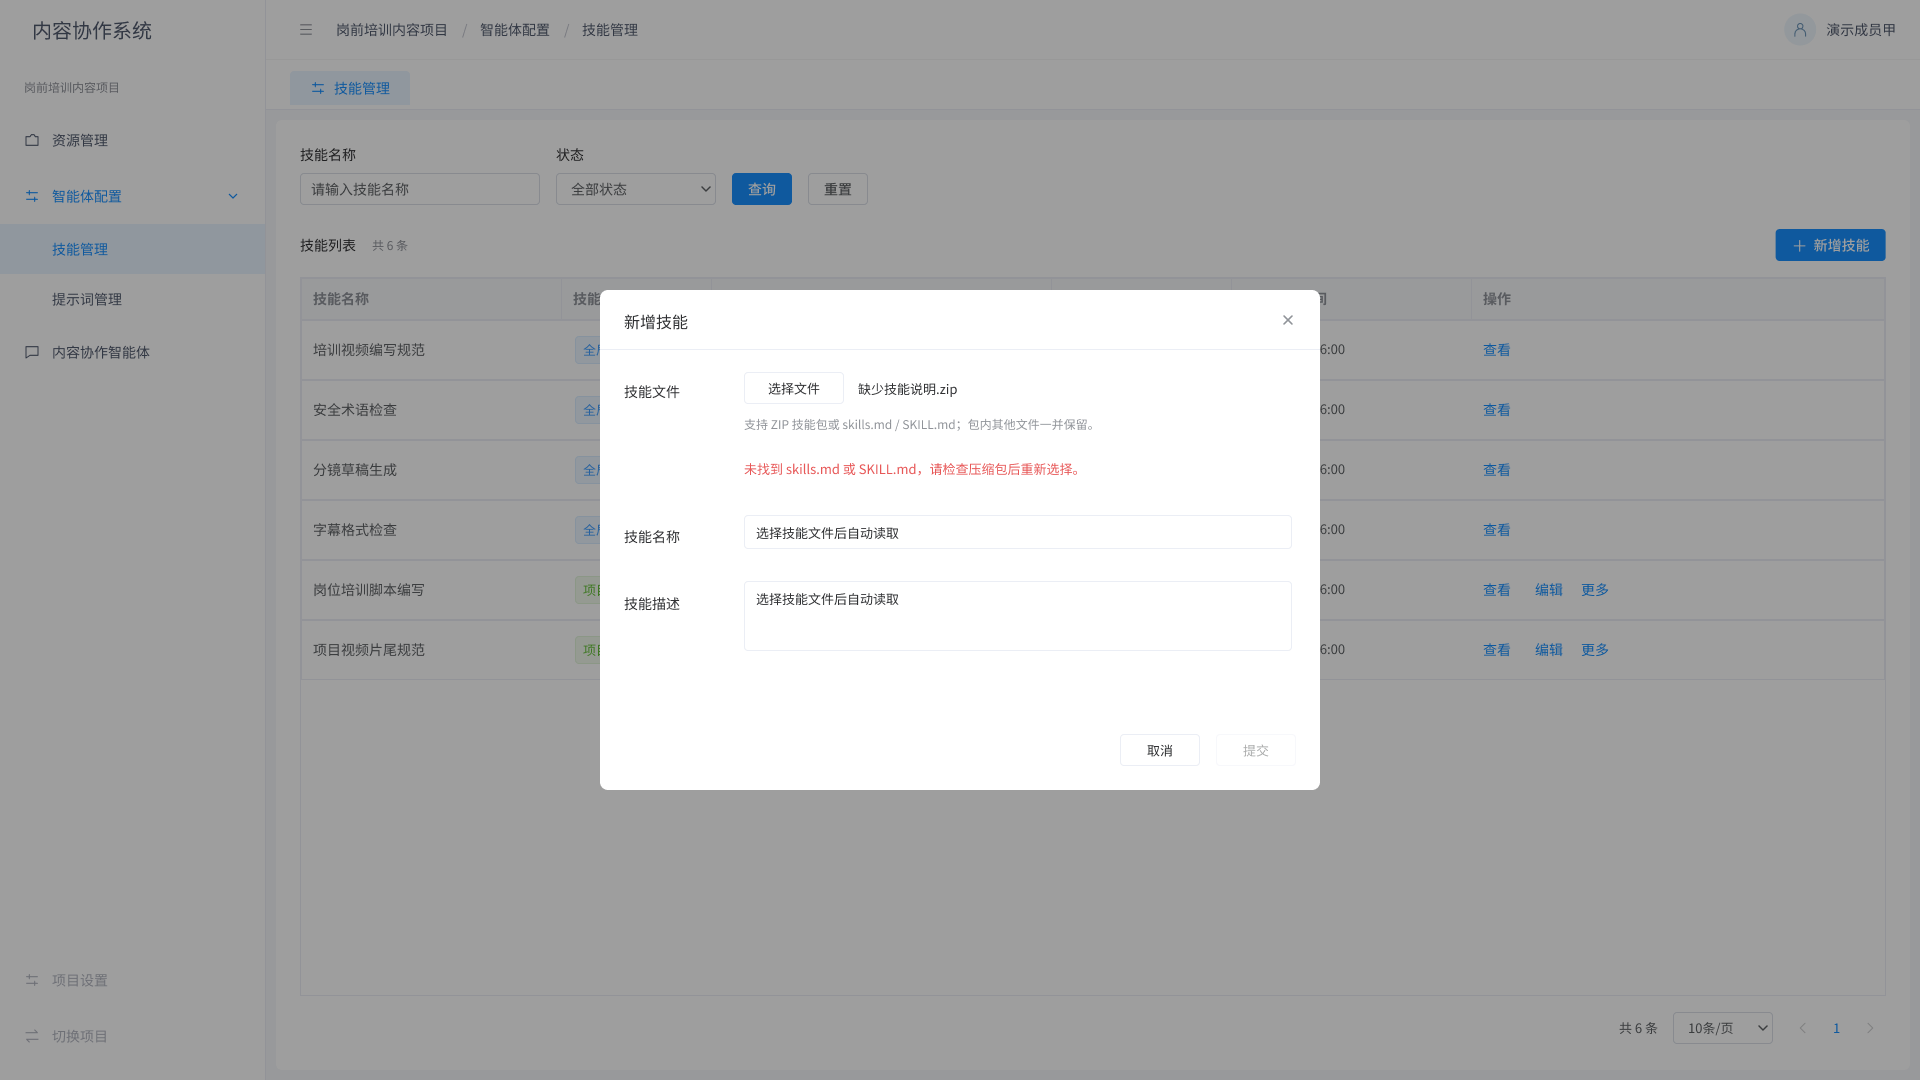 内容协作系统
岗前培训内容项目 / 智能体配置 / 技能管理
演示成员甲
岗前培训内容项目
技能管理
资源管理
智能体配置
技能管理
提示词管理
内容协作智能体
项目设置
切换项目
技能名称 状态
请输入技能名称 全部状态 查询 重置
技能列表 共 6 条
新增技能
技能名称 技能 操作
培训视频编写规范 6:00 查看
安全术语检查 6:00 查看
分镜草稿生成 6:00 查看
字幕格式检查 6:00 查看
岗位培训脚本编写 6:00 查看 编辑 更多
项目视频片尾规范 6:00 查看 编辑 更多
新增技能
技能文件 选择文件 缺少技能说明.zip
支持 ZIP 技能包或 skills.md / SKILL.md；包内其他文件一并保留。
未找到 skills.md 或 SKILL.md，请检查压缩包后重新选择。
技能名称 选择技能文件后自动读取
技能描述 选择技能文件后自动读取
取消 提交
共 6 条 10条/页 1